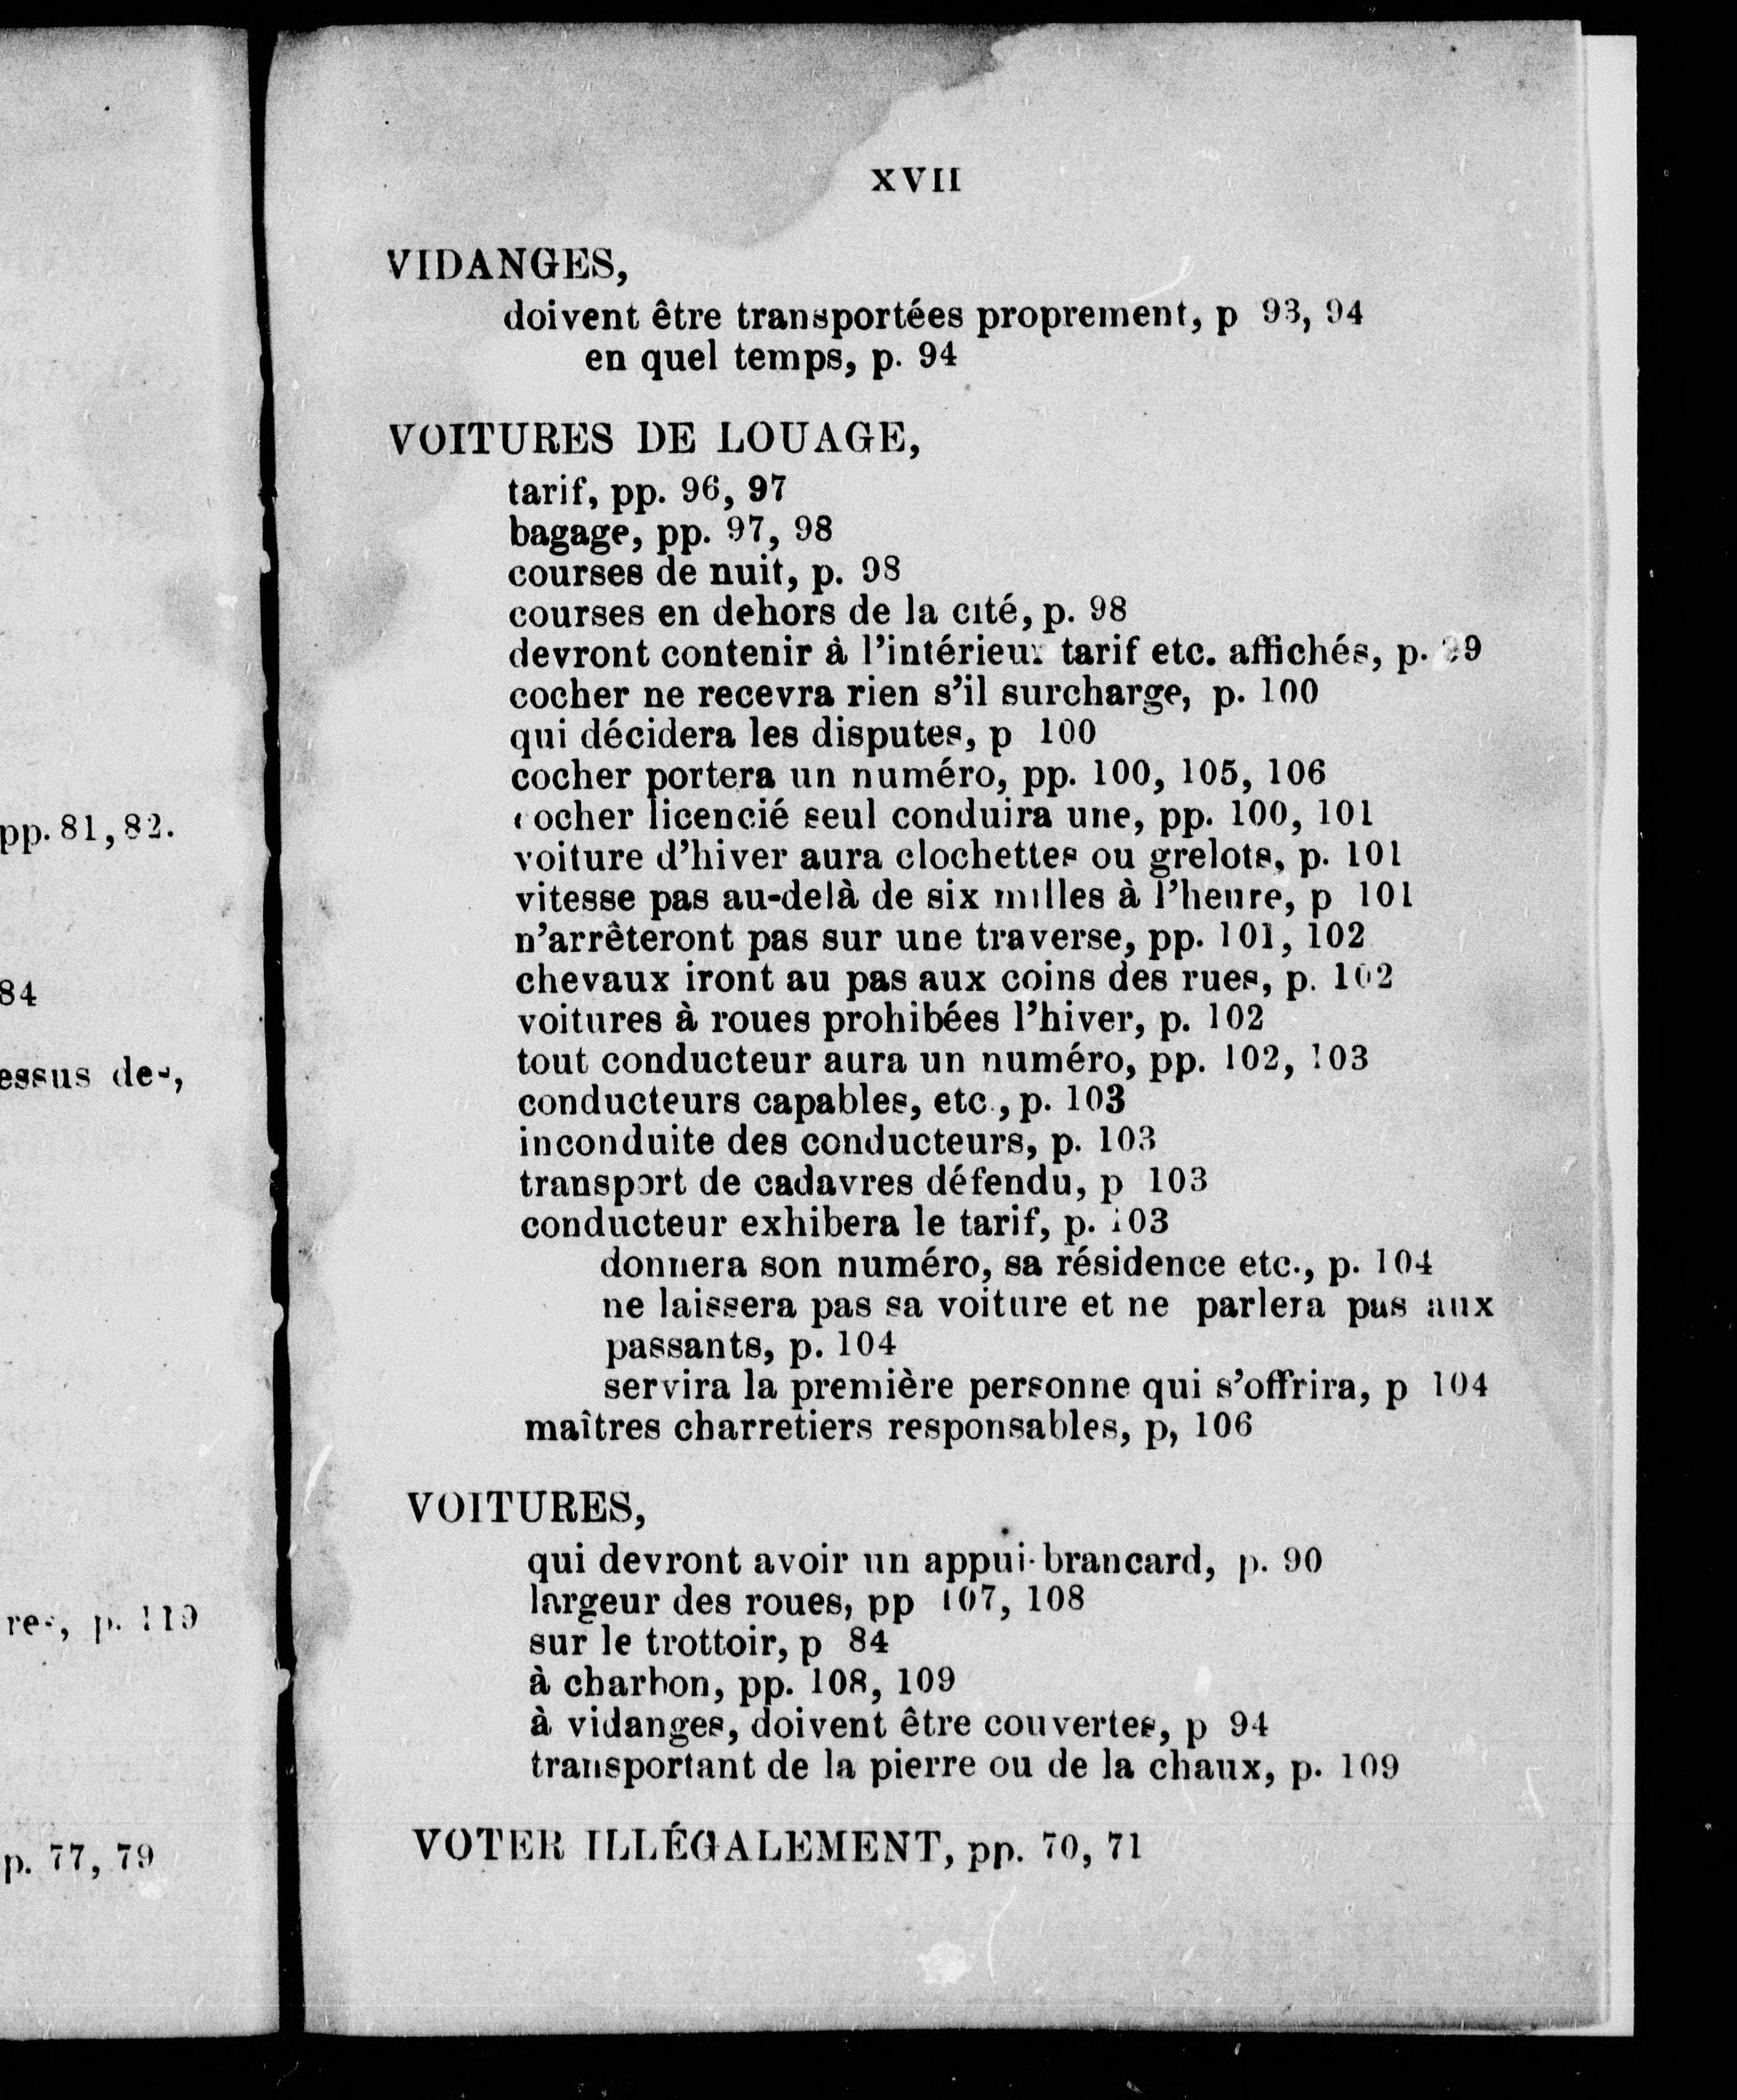 pp. 81, 82.
84
essus des,
p. 119
p. 77, 79
XVII
VIDANGES,
doivent être transportées proprement, p 93, 94
en quel temps, p. 94
VOITURES DE LOUAGE,
tarif, pp. 96, 97
bagage, pp. 97, 98
courses de nuit, p. 98
courses en dehors de la cité, p. 98
devront contenir à l'intérieur tarif etc. affichés, p. 99
cocher ne recevra rien s'il surcharge, p. 100
qui décidera les disputes, p 100
cocher portera un numéro, pp. 100, 105, 106
cocher licencié seul conduira une, pp. 100, 101
voiture d'hiver aura clochettes ou grelots, p. 101
vitesse pas au-delà de six milles à l'heure, p 101
n'arrêteront pas sur une traverse, pp. 101, 102
chevaux iront au pas aux coins des rues, p. 102
voitures à roues prohibées l'hiver, p. 102
tout conducteur aura un numéro, pp. 102, 103
conducteurs capables, etc., p. 103
inconduite des conducteurs, p. 103
transport de cadavres défendu, p 103
conducteur exhibera le tarif, p. 103
donnera son numéro, sa résidence etc., p. 104
ne laissera pas sa voiture et ne parlera pas aux
passants, p. 104
servira la première personne qui s'offrira, p 104
maîtres charretiers responsables, p, 106
VOITURES,
qui devront avoir un appui-brancard, p. 90
largeur des roues, pp 107, 108
sur le trottoir, p 84
à charbon, pp. 108, 109
à vidanges, doivent être couvertes, p 94
transportant de la pierre ou de la chaux, p. 109
VOTER ILLÉGALEMENT, pp. 70, 71